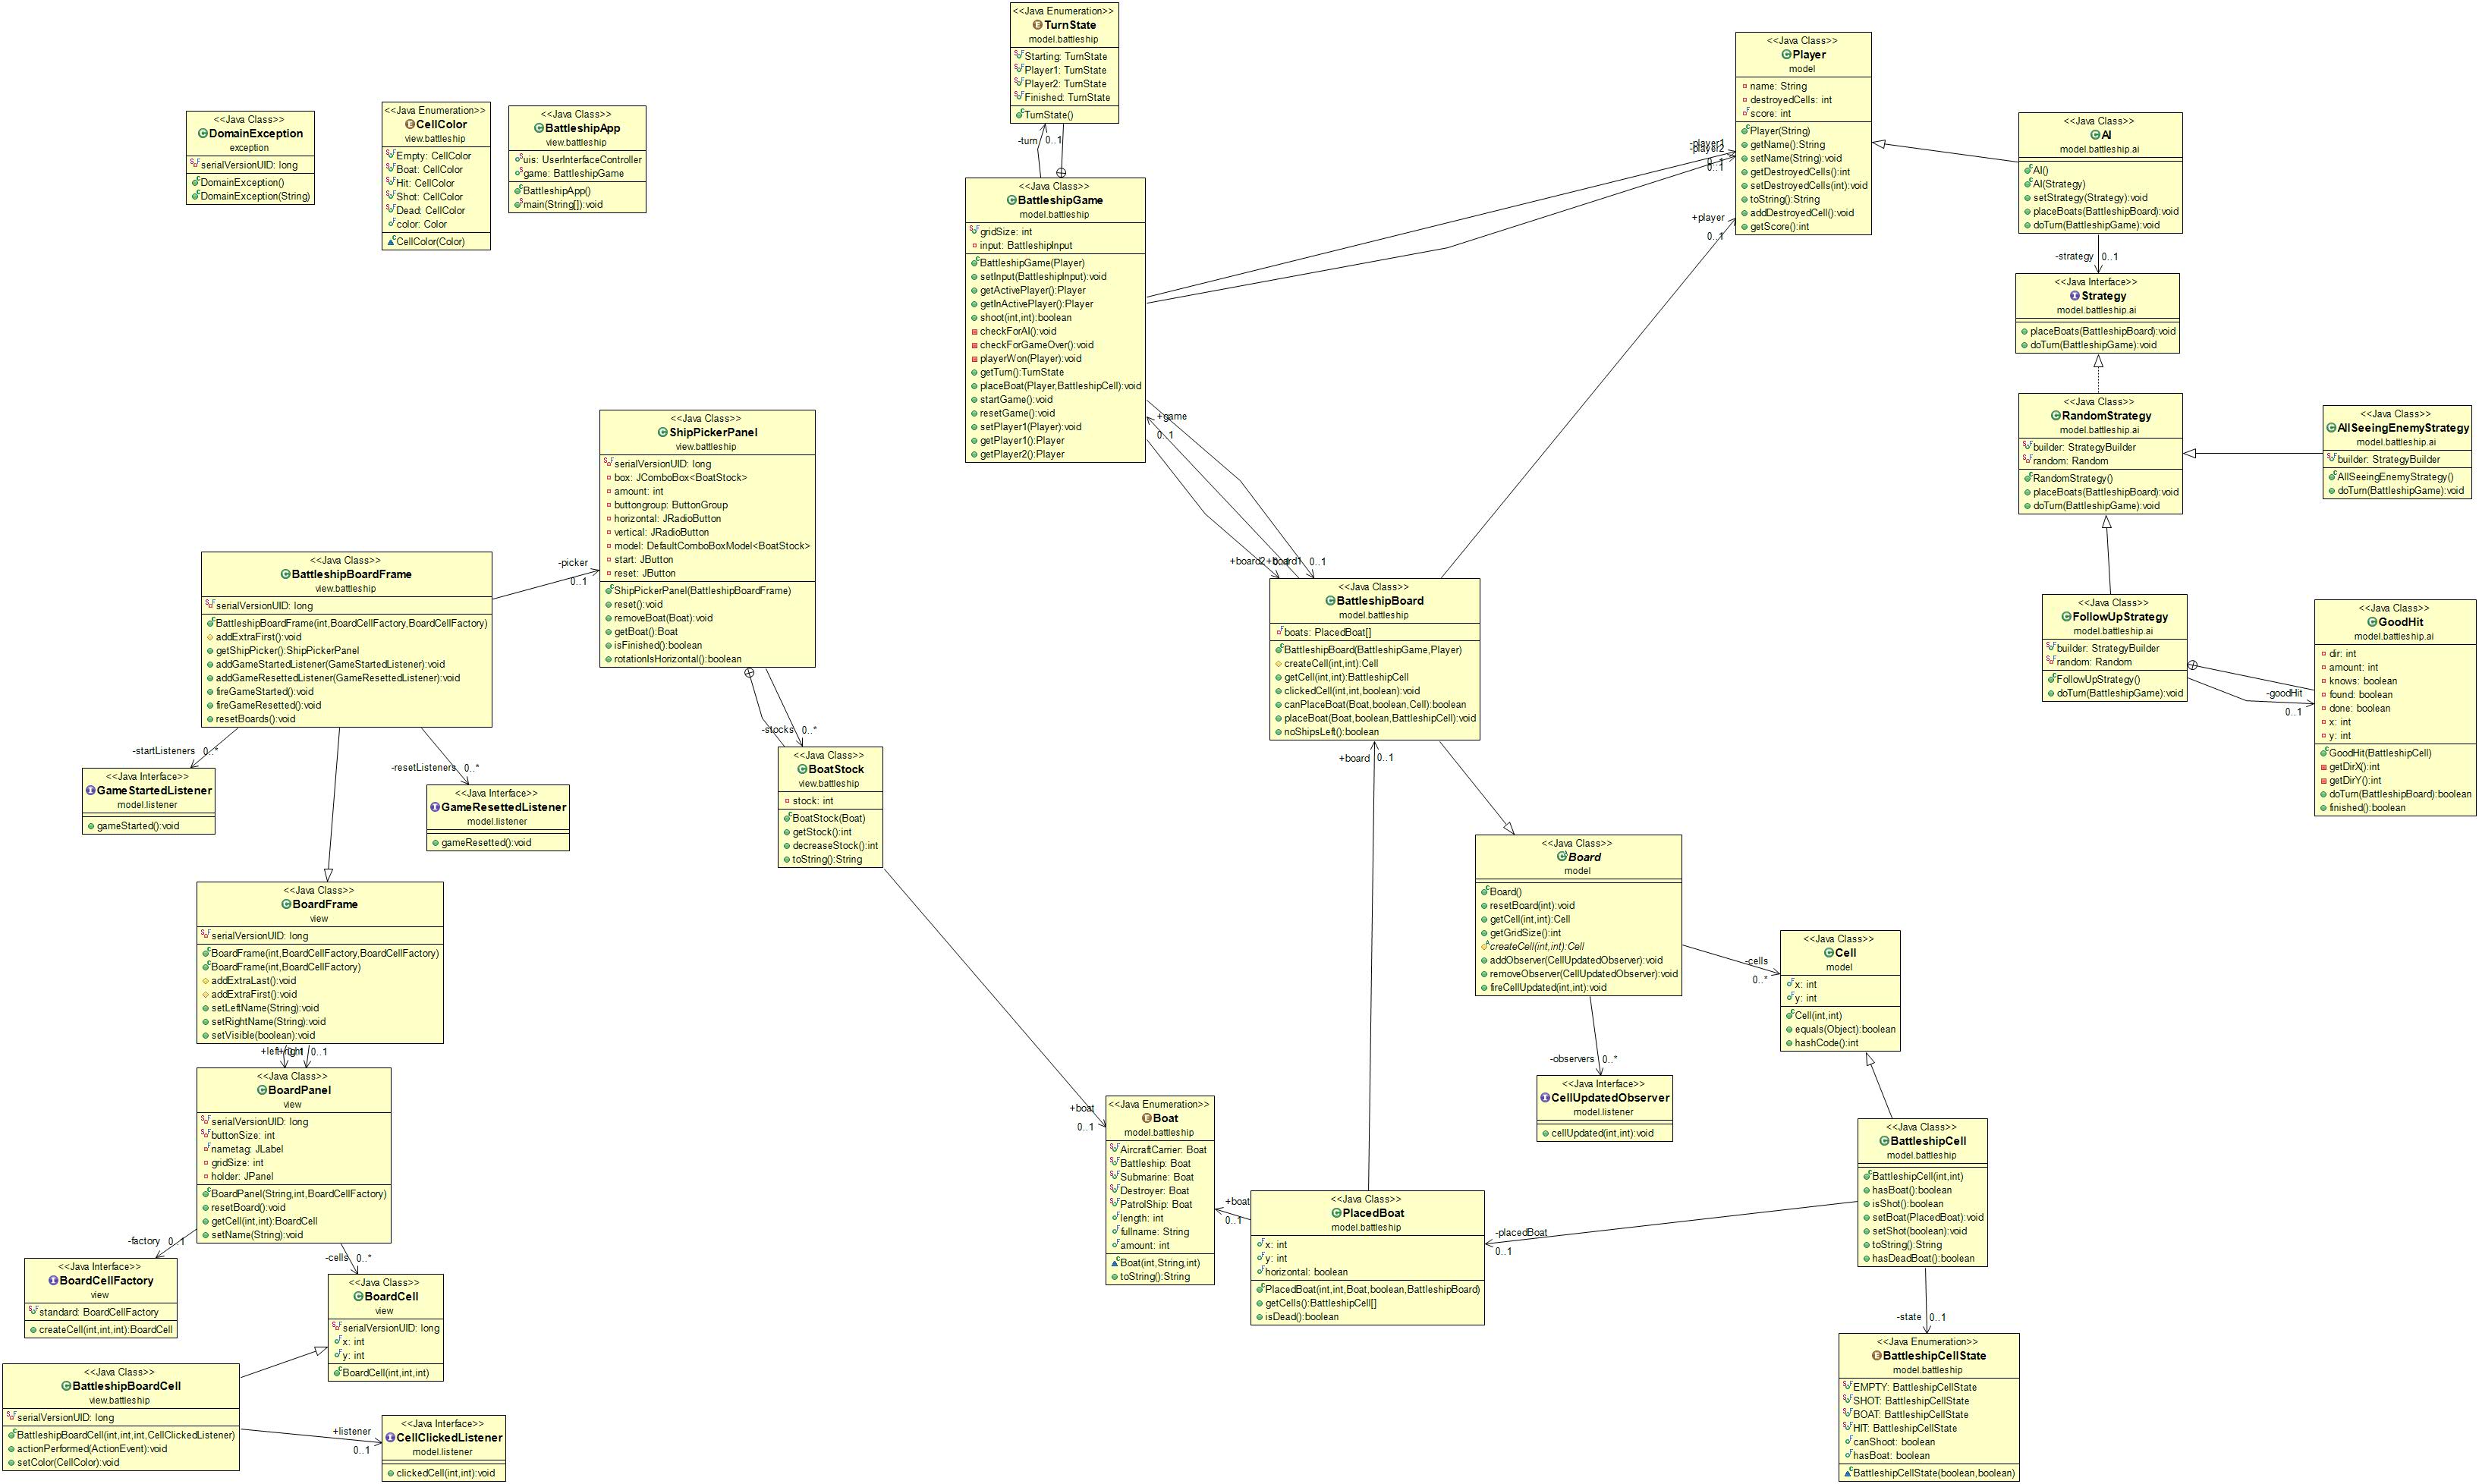 <<Java Enumeration>>
TurnState
model.battleship
Starting: TurnState
Player1: TurnState
Player2: TurnState
Finished: TurnState
TurnState()
-turn
0..1
<<Java Class>>
Player
model
name: String
destroyedCells: int
score: int
Player(String)
getName():String
setName(String):void
getDestroyedCells():int
setDestroyedCells(int):void
toString():String
addDestroyedCell():void
getScore():int
-player1
-player2
0..1
0..1
+player
0..1
<<Java Class>>
DomainException
exception
serialVersionUID: long
DomainException()
DomainException(String)
<<Java Enumeration>>
CellColor
view.battleship
Empty: CellColor
Boat: CellColor
Hit: CellColor
Shot: CellColor
Dead: CellColor
color: Color
CellColor(Color)
<<Java Class>>
BattleshipApp
view.battleship
uis: UserInterfaceController
game: BattleshipGame
BattleshipApp()
main(String[]):void
<<Java Class>>
AI
model.battleship.ai
AI()
AI(Strategy)
setStrategy(Strategy):void
placeBoats(BattleshipBoard):void
doTurn(BattleshipGame):void
-strategy
0..1
<<Java Class>>
BattleshipGame
model.battleship
gridSize: int
input: BattleshipInput
BattleshipGame(Player)
setInput(BattleshipInput):void
getActivePlayer():Player
getInActivePlayer():Player
shoot(int,int):boolean
checkForAI():void
checkForGameOver():void
playerWon(Player):void
getTurn():TurnState
placeBoat(Player,BattleshipCell):void
startGame():void
resetGame():void
setPlayer1(Player):void
getPlayer1():Player
getPlayer2():Player
+game
0..1
<<Java Interface>>
Strategy
model.battleship.ai
placeBoats(BattleshipBoard):void
doTurn(BattleshipGame):void
<<Java Class>>
RandomStrategy
model.battleship.ai
builder: StrategyBuilder
random: Random
RandomStrategy()
placeBoats(BattleshipBoard):void
doTurn(BattleshipGame):void
<<Java Class>>
AllSeeingEnemyStrategy
model.battleship.ai
builder: StrategyBuilder
AllSeeingEnemyStrategy()
doTurn(BattleshipGame):void
<<Java Class>>
ShipPickerPanel
view.battleship
serialVersionUID: long
box: JComboBox<BoatStock>
amount: int
buttongroup: ButtonGroup
horizontal: JRadioButton
vertical: JRadioButton
model: DefaultComboBoxModel<BoatStock>
start: JButton
reset: JButton
ShipPickerPanel(BattleshipBoardFrame)
reset():void
removeBoat(Boat):void
getBoat():Boat
isFinished():boolean
rotationIsHorizontal():boolean
-picker
0..1
<<Java Class>>
BattleshipBoardFrame
view.battleship
serialVersionUID: long
BattleshipBoardFrame(int,BoardCellFactory,BoardCellFactory)
addExtraFirst():void
getShipPicker():ShipPickerPanel
addGameStartedListener(GameStartedListener):void
addGameResettedListener(GameResettedListener):void
fireGameStarted():void
fireGameResetted():void
resetBoards():void
+board2
0..1
+board1
0..1
<<Java Class>>
BattleshipBoard
model.battleship
boats: PlacedBoat[]
BattleshipBoard(BattleshipGame,Player)
createCell(int,int):Cell
getCell(int,int):BattleshipCell
clickedCell(int,int,boolean):void
canPlaceBoat(Boat,boolean,Cell):boolean
placeBoat(Boat,boolean,BattleshipCell):void
noShipsLeft():boolean
+board
0..1
<<Java Class>>
FollowUpStrategy
model.battleship.ai
builder: StrategyBuilder
random: Random
FollowUpStrategy()
doTurn(BattleshipGame):void
-goodHit
0..1
<<Java Class>>
GoodHit
model.battleship.ai
dir: int
amount: int
knows: boolean
found: boolean
done: boolean
x: int
y: int
GoodHit(BattleshipCell)
getDirX():int
getDirY():int
doTurn(BattleshipBoard):boolean
finished():boolean
-startListeners
0..*
<<Java Interface>>
GameStartedListener
model.listener
gameStarted():void
-resetListeners
0..*
<<Java Interface>>
GameResettedListener
model.listener
gameResetted():void
-stocks
0..*
<<Java Class>>
BoatStock
view.battleship
stock: int
BoatStock(Boat)
getStock():int
decreaseStock():int
toString():String
<<Java Class>>
Board
model
Board()
resetBoard(int):void
getCell(int,int):Cell
getGridSize():int
createCell(int,int):Cell
addObserver(CellUpdatedObserver):void
removeObserver(CellUpdatedObserver):void
fireCellUpdated(int,int):void
-cells
0..*
<<Java Class>>
Cell
model
x: int
y: int
Cell(int,int)
equals(Object):boolean
hashCode():int
<<Java Class>>
BoardFrame
view
serialVersionUID: long
BoardFrame(int,BoardCellFactory,BoardCellFactory)
BoardFrame(int,BoardCellFactory)
addExtraLast():void
addExtraFirst():void
setLeftName(String):void
setRightName(String):void
setVisible(boolean):void
+left
0..1
+right
0..1
-observers
0..*
<<Java Interface>>
CellUpdatedObserver
model.listener
cellUpdated(int,int):void
<<Java Class>>
BoardPanel
view
serialVersionUID: long
buttonSize: int
nametag: JLabel
gridSize: int
holder: JPanel
BoardPanel(String,int,BoardCellFactory)
resetBoard():void
getCell(int,int):BoardCell
setName(String):void
+boat
0..1
<<Java Enumeration>>
Boat
model.battleship
AircraftCarrier: Boat
Battleship: Boat
Submarine: Boat
Destroyer: Boat
PatrolShip: Boat
length: int
fullname: String
amount: int
Boat(int,String,int)
toString():String
+boat
0..1
<<Java Class>>
PlacedBoat
model.battleship
x: int
y: int
horizontal: boolean
PlacedBoat(int,int,Boat,boolean,BattleshipBoard)
getCells():BattleshipCell[]
isDead():boolean
-placedBoat
0..1
<<Java Class>>
BattleshipCell
model.battleship
BattleshipCell(int,int)
hasBoat():boolean
isShot():boolean
setBoat(PlacedBoat):void
setShot(boolean):void
toString():String
hasDeadBoat():boolean
-state
0..1
<<Java Enumeration>>
BattleshipCellState
model.battleship
EMPTY: BattleshipCellState
SHOT: BattleshipCellState
BOAT: BattleshipCellState
HIT: BattleshipCellState
canShoot: boolean
hasBoat: boolean
BattleshipCellState(boolean,boolean)
-factory
0..1
<<Java Interface>>
BoardCellFactory
view
standard: BoardCellFactory
createCell(int,int,int):BoardCell
-cells
0..*
<<Java Class>>
BoardCell
view
serialVersionUID: long
x: int
y: int
BoardCell(int,int,int)
<<Java Class>>
BattleshipBoardCell
view.battleship
serialVersionUID: long
BattleshipBoardCell(int,int,int,CellClickedListener)
actionPerformed(ActionEvent):void
setColor(CellColor):void
+listener
0..1
<<Java Interface>>
CellClickedListener
model.listener
clickedCell(int,int):void